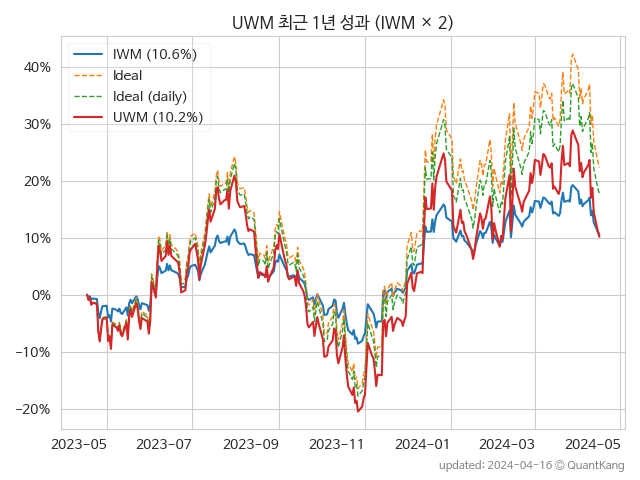 UWM 최근 1년 성과 (IWM × 2)
IWM (10.6%)
Ideal
Ideal (daily)
UWM (10.2%)
40%
30%
20%
10%
0%
−10%
−20%
2023−05 2023−07 2023−09 2023−11 2024−01 2024−03 2024−05
updated: 2024-04-16 © QuantKang